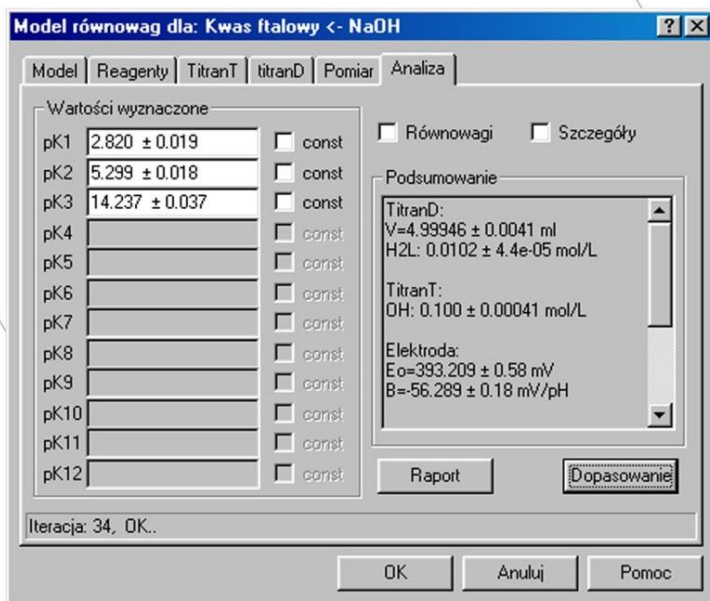 Model równowag dla: Kwas ftalowy <- NaOH
Model Reagenty TitranT titranD Pomiar Analiza
Wartości wyznaczone
pK1 2.820 ± 0.019 const
pK2 5.299 ± 0.018 const
pK3 14.237 ± 0.037 const
pK4 const
pK5 const
pK6 const
pK7 const
pK8 const
pK9 const
pK10 const
pK11 const
pK12 const
Równowagi Szczegóły
Podsumowanie
TitranD:
V=4.99946 ± 0.0041 ml
H2L: 0.0102 ± 4.4e-05 mol/L
TitranT:
OH: 0.100 ± 0.00041 mol/L
Elektroda:
Eo=393.209 ± 0.58 mV
B=-56.289 ± 0.18 mV/pH
Raport Dopasowanie
Iteracja: 34, OK..
OK Anuluj Pomoc